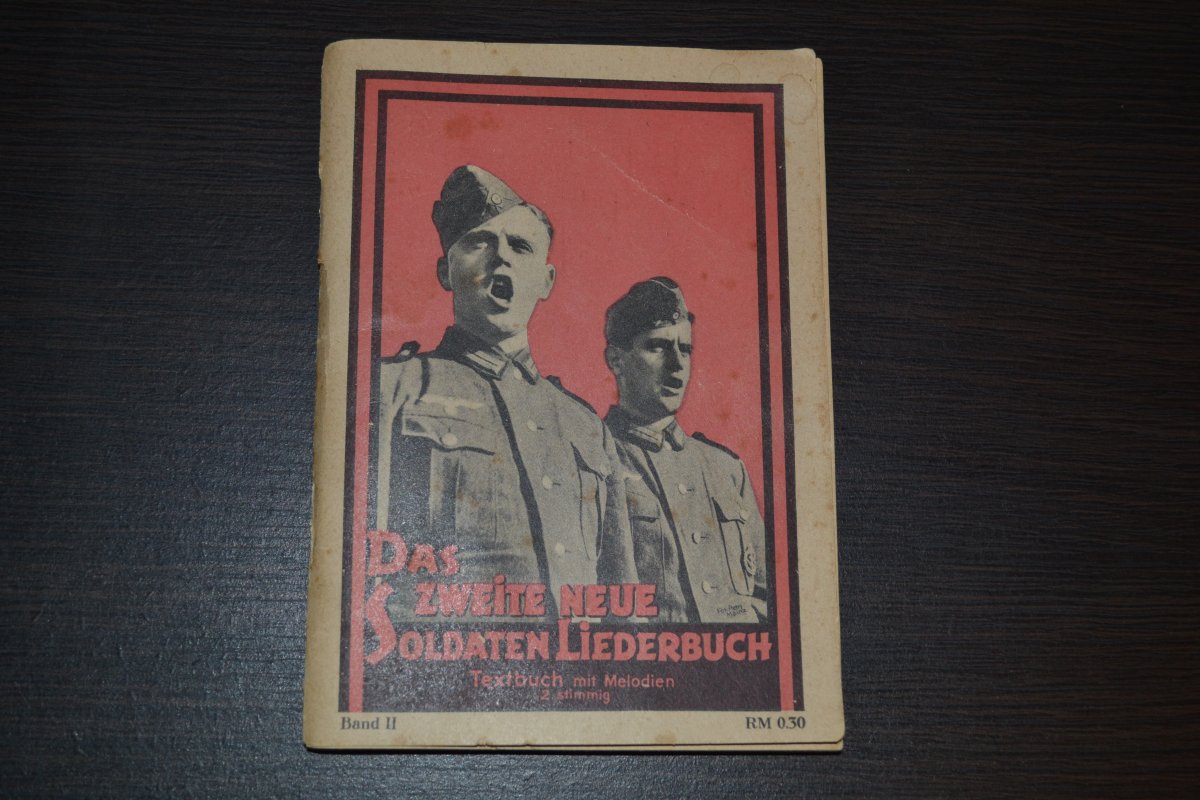 Das
zweite neue
Soldaten Liederbuch
Textbuch mit Melodien
2 stimmig
Band II
RM 0.30